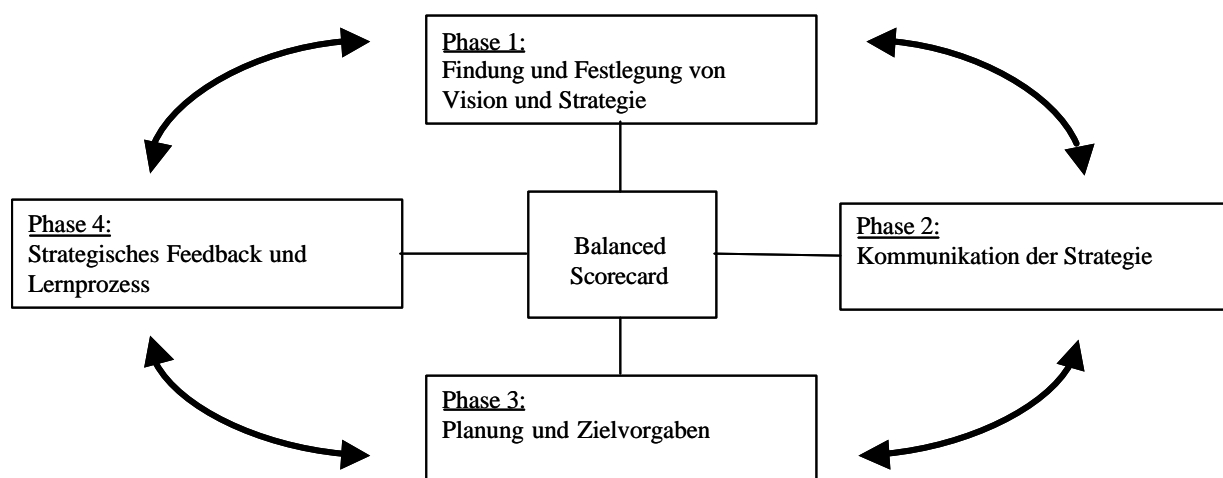 Phase 1:
Findung und Festlegung von
Vision und Strategie
Phase 4:
Strategisches Feedback und
Lernprozess
Balanced
Scorecard
Phase 2:
Kommunikation der Strategie
Phase 3:
Planung und Zielvorgaben